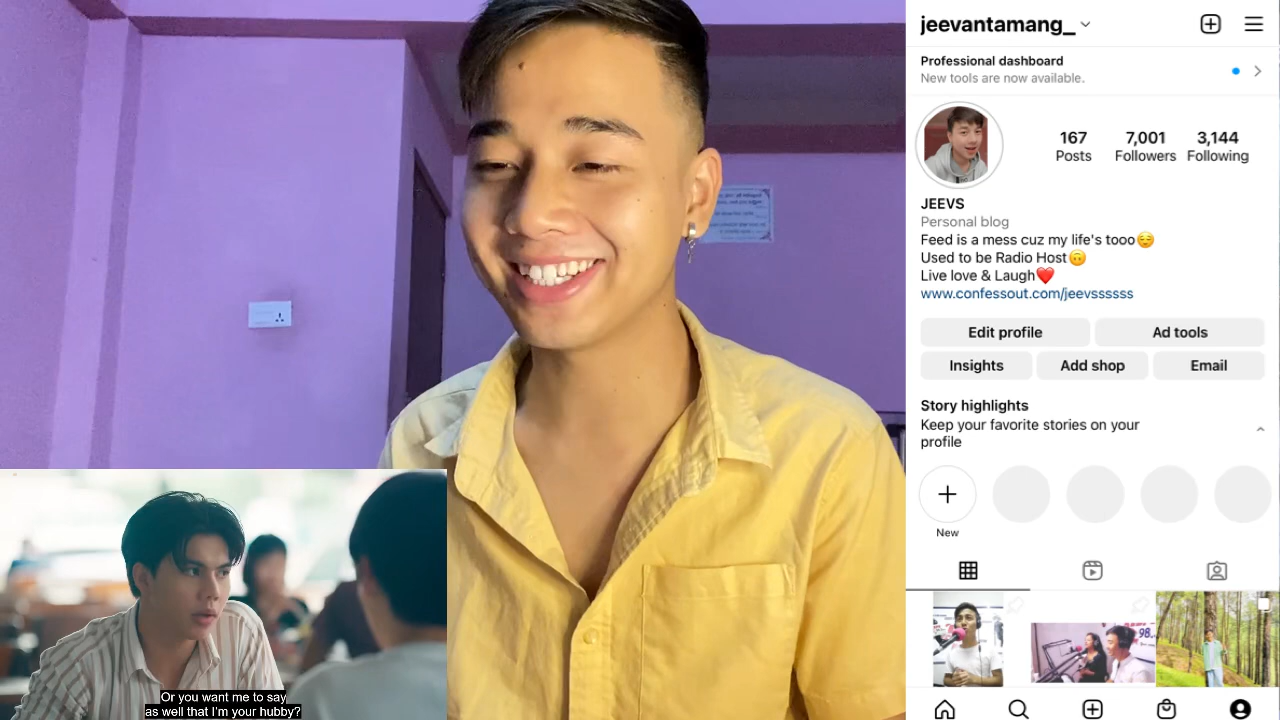 jeevantamang_
Professional dashboard
New tools are now available.
167
Posts
7,001
Followers
3,144
Following
JEEVS
Personal blog
Feed is a mess cuz my life's tooo😌
Used to be Radio Host🙃
Live love & Laugh❤️
www.confessout.com/jeevssssss
Edit profile
Ad tools
Insights
Add shop
Email
Story highlights
Keep your favorite stories on your
profile
New
98.
Or you want me to say
as well that I'm your hubby?